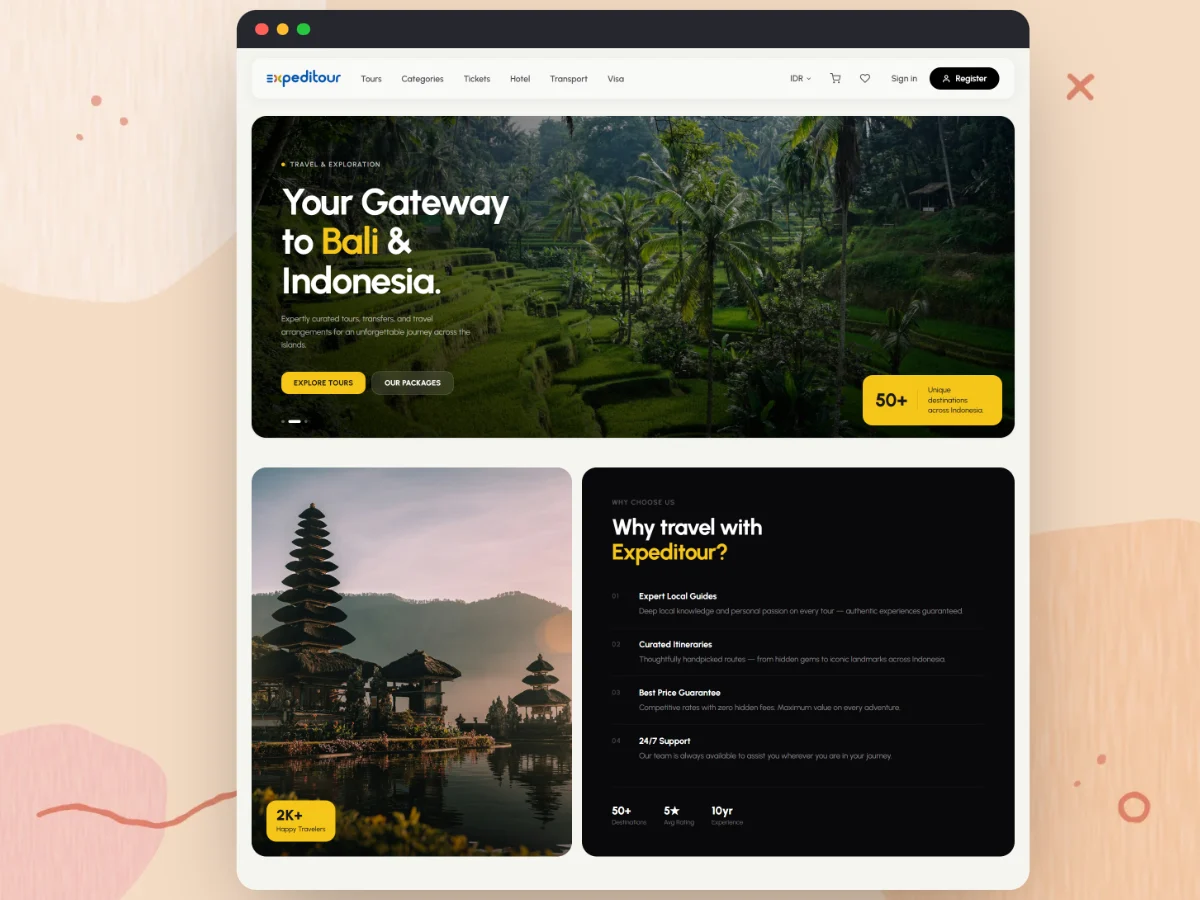 expeditour
Tours Categories Tickets Hotel Transport Visa
IDR Sign in Register
TRAVEL & EXPLORATION
Your Gateway
to Bali &
Indonesia.
Expertly curated tours, transfers, and travel
arrangements for an unforgettable journey across the
islands.
EXPLORE TOURS OUR PACKAGES
50+
Unique
destinations
across Indonesia.
2K+
Happy Travelers
WHY CHOOSE US
Why travel with
Expeditour?
01 Expert Local Guides
Deep local knowledge and personal passion on every tour — authentic experiences guaranteed.
03 Curated Itineraries
Thoughtfully handpicked routes — from hidden gems to iconic landmarks across Indonesia.
03 Best Price Guarantee
Competitive rates with zero hidden fees. Maximum value on every adventure.
04 24/7 Support
Our team is always available to assist you wherever you are in your journey.
50+ 5★ 10yr
Destinations Avg Rating Experience